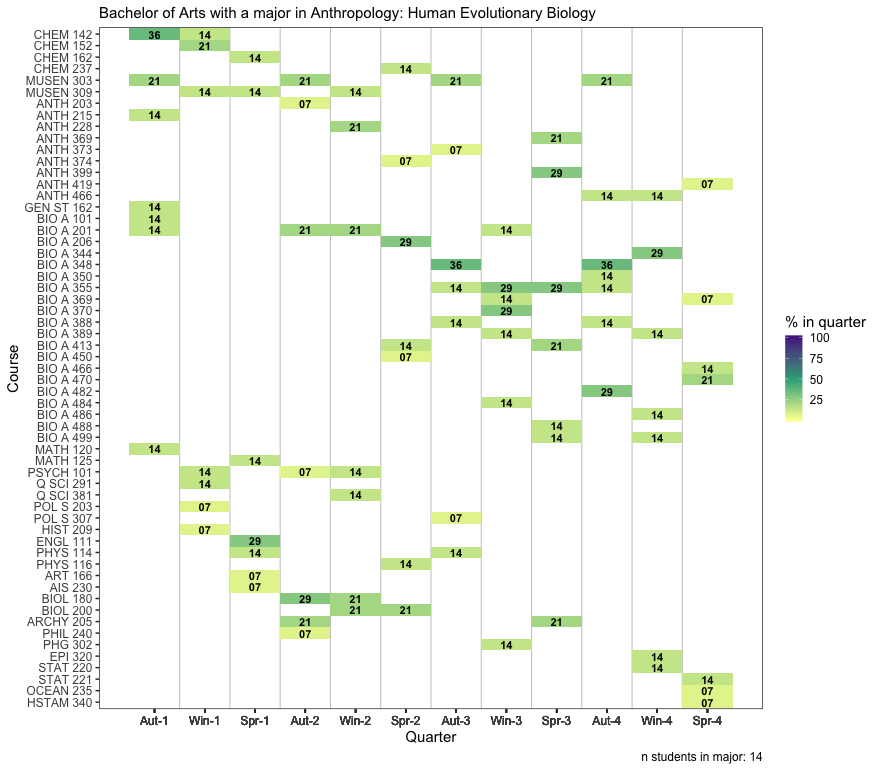 Bachelor of Arts with a major in Anthropology: Human Evolutionary Biology
CHEM 142 36 14
CHEM 152 21
CHEM 162 14
CHEM 237 14
MUSEN 303 21 21 21 21
MUSEN 309 14 14 14
ANTH 203 07
ANTH 215 14
ANTH 228 21
ANTH 369 21
ANTH 373 07
ANTH 374 07
ANTH 399 29
ANTH 419 07
ANTH 466 14 14
GEN ST 162 14
BIO A 101 14
BIO A 201 14 21 21 14
BIO A 206 29
BIO A 344 29
BIO A 348 36 36
BIO A 350 14
BIO A 355 14 29 29 14
BIO A 369 14 07
BIO A 370 29
BIO A 388 14 14
BIO A 389 14 14
BIO A 413 14 21
BIO A 450 07
BIO A 466 14
BIO A 470 21
BIO A 482 29
BIO A 484 14
BIO A 486 14
BIO A 488 14
BIO A 499 14 14
MATH 120 14
MATH 125 14
PSYCH 101 14 07 14
Q SCI 291 14
Q SCI 381 14
POL S 203 07
POL S 307 07
HIST 209 07
ENGL 111 29
PHYS 114 14 14
PHYS 116 14
ART 166 07
AIS 230 07
BIOL 180 29 21
BIOL 200 21 21
ARCHY 205 21 21
PHIL 240 07
PHG 302 14
EPI 320 14
STAT 220 14
STAT 221 14
OCEAN 235 07
HSTAM 340 07
Aut-1 Win-1 Spr-1 Aut-2 Win-2 Spr-2 Aut-3 Win-3 Spr-3 Aut-4 Win-4 Spr-4
Quarter
Course
% in quarter
100
75
50
25
n students in major: 14